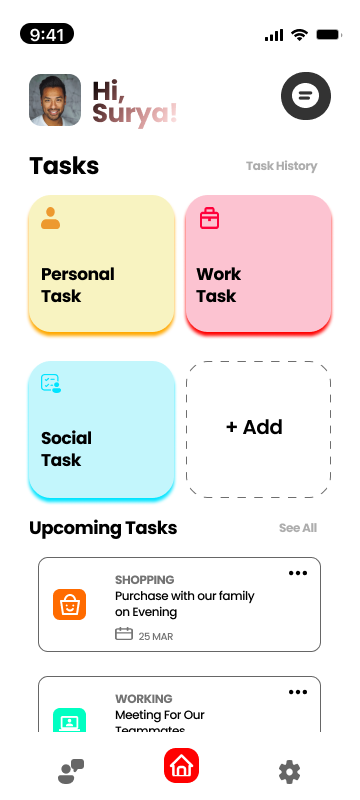 9:41
Hi,
Surya!
Tasks
Task History
Personal
Task
Work
Task
Social
Task
+ Add
Upcoming Tasks
See All
SHOPPING
Purchase with our family
on Evening
25 MAR
WORKING
Meeting For Our
Teammates